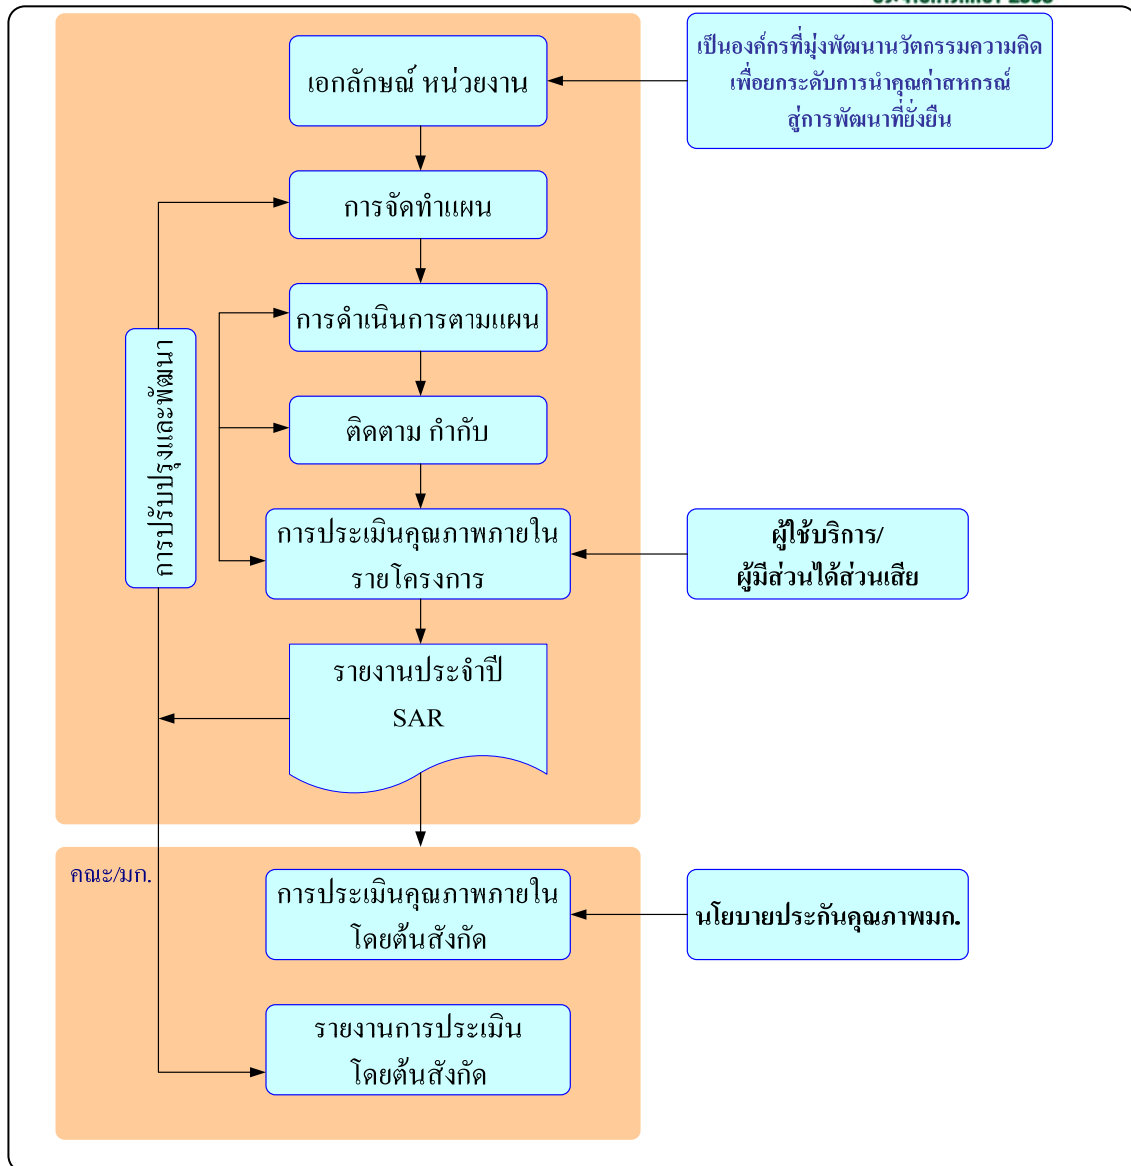 เอกลักษณ์ หน่วยงาน
เป็นองค์กรที่มุ่งพัฒนานวัตกรรมความคิด
เพื่อยกระดับการนำคุณค่าสหกรณ์
สู่การพัฒนาที่ยั่งยืน
การจัดทำแผน
การดำเนินการตามแผน
การปรับปรุงและพัฒนา
ติดตาม กำกับ
การประเมินคุณภาพภายใน
รายโครงการ
ผู้ใช้บริการ/
ผู้มีส่วนได้ส่วนเสีย
รายงานประจำปี
SAR
คณะ/มก.
การประเมินคุณภาพภายใน
โดยต้นสังกัด
นโยบายประกันคุณภาพมก.
รายงานการประเมิน
โดยต้นสังกัด